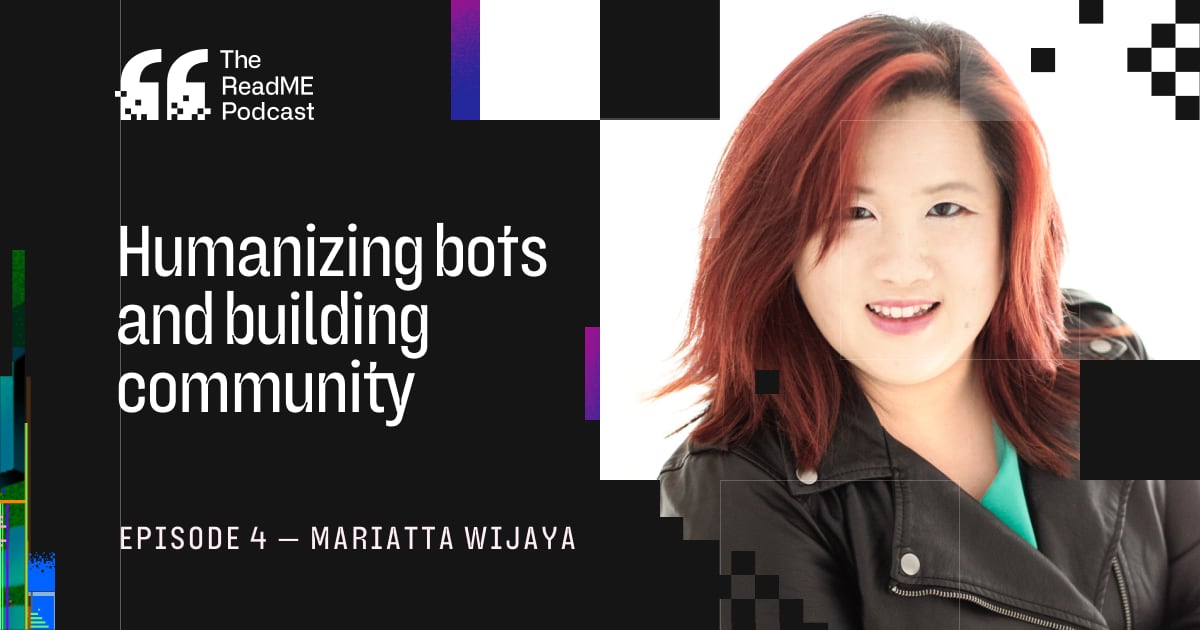 The
ReadME
Podcast
Humanizing bots
and building
community
EPISODE 4 — MARIATTA WIJAYA